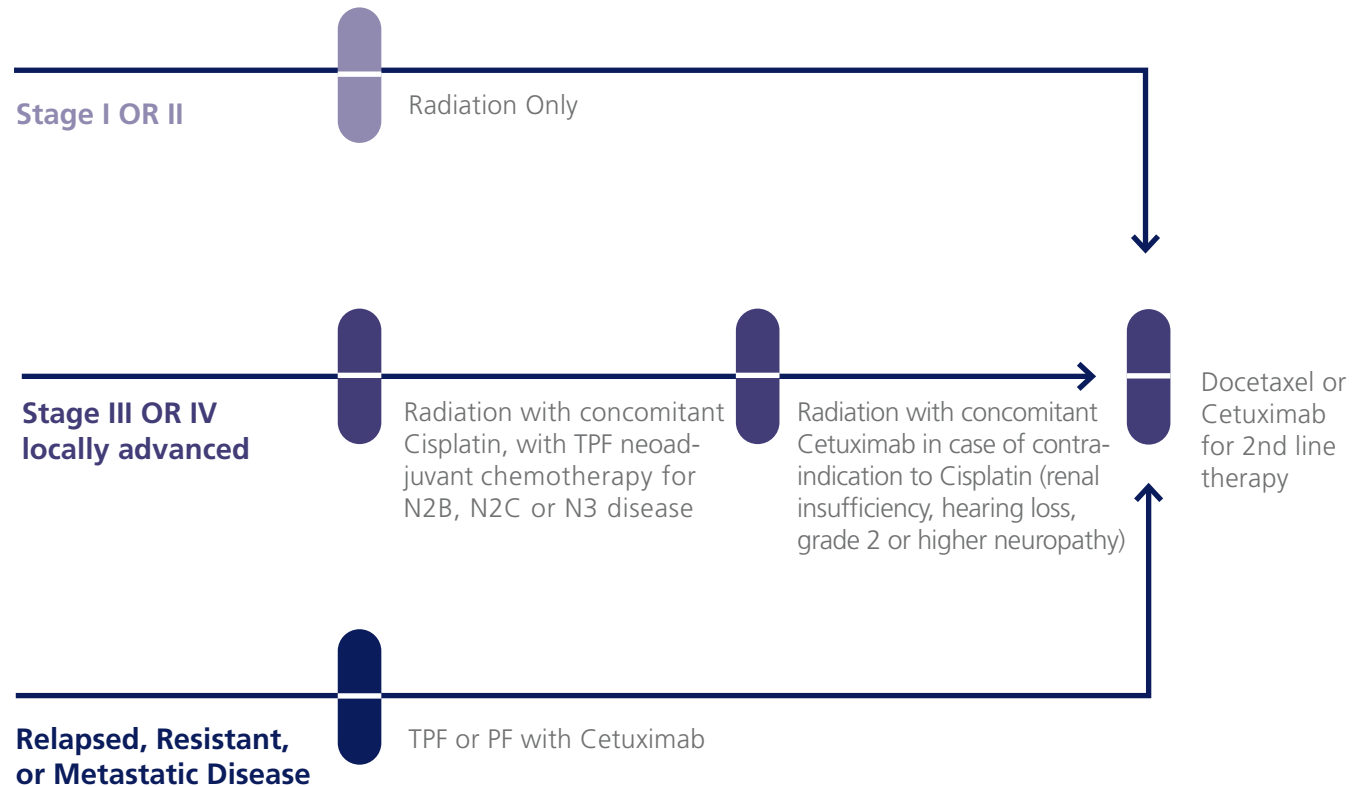 Stage I OR II
Radiation Only
Stage III OR IV
locally advanced
Radiation with concomitant
Cisplatin, with TPF neoad-
juvant chemotherapy for
N2B, N2C or N3 disease
Radiation with concomitant
Cetuximab in case of contra-
indication to Cisplatin (renal
insufficiency, hearing loss,
grade 2 or higher neuropathy)
Docetaxel or
Cetuximab
for 2nd line
therapy
Relapsed, Resistant,
or Metastatic Disease
TPF or PF with Cetuximab